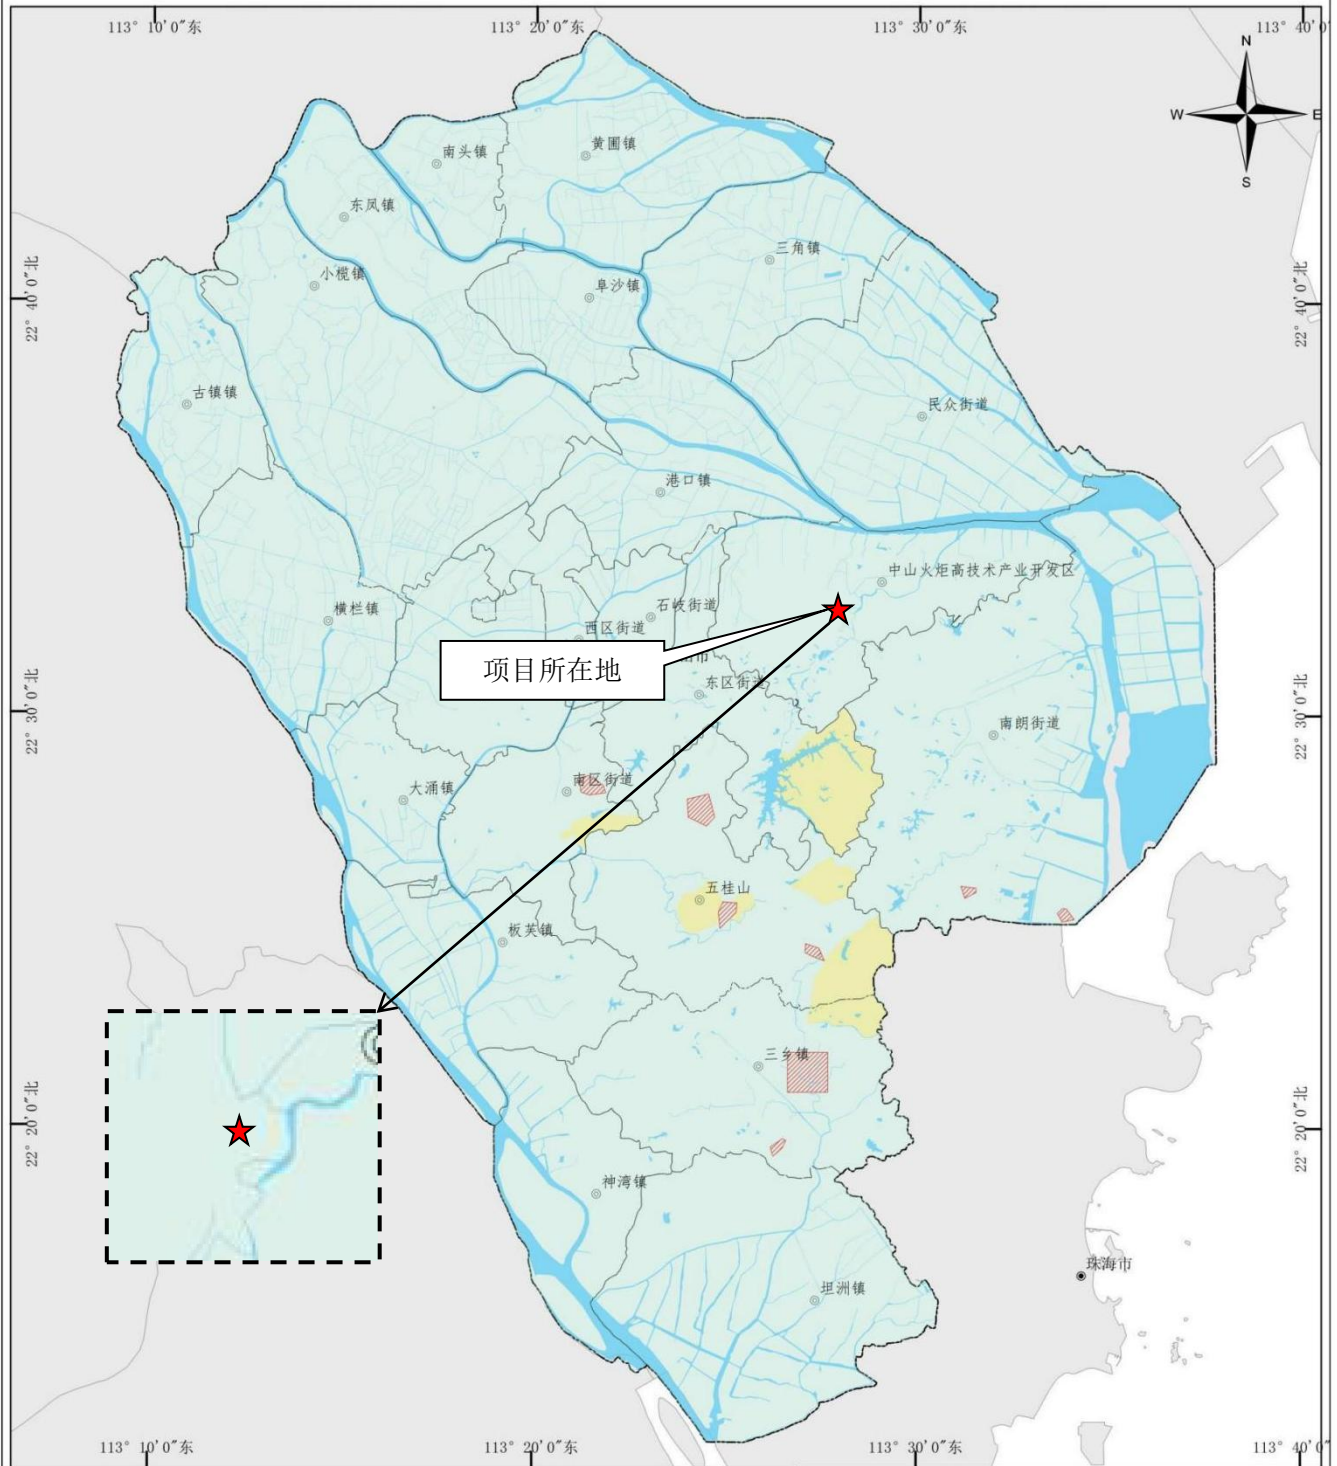 113° 10′0″东
113° 20′0″东
113° 30′0″东
113° 40′0
N
W
E
S
黄圃镇
南头镇
东凤镇
三角镇
小榄镇
阜沙镇
22° 40′0″北
22° 40′0″北
古镇镇
民众街道
港口镇
中山火炬高技术产业开发区
石岐街道
横栏镇
西区街道
项目所在地
市
东区街道
22° 30′0″北
22° 30′0″北
南朗街道
南区街道
大涌镇
五桂山
板芙镇
三乡镇
22° 20′0″北
22° 20′0″北
神湾镇
珠海市
坦洲镇
113° 10′0″东
113° 20′0″东
113° 30′0″东
113° 40′0″